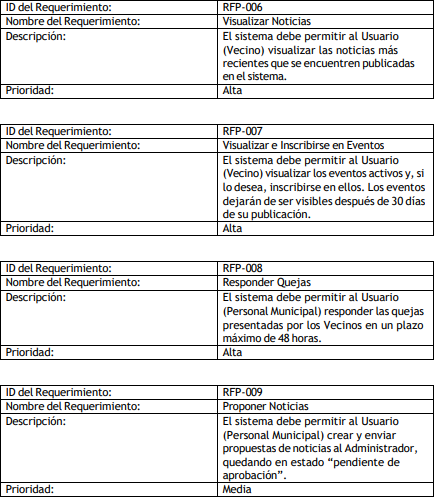 ID del Requerimiento: RFP-006
Nombre del Requerimiento: Visualizar Noticias
Descripción: El sistema debe permitir al Usuario
(Vecino) visualizar las noticias más
recientes que se encuentren publicadas
en el sistema.
Prioridad: Alta
ID del Requerimiento: RFP-007
Nombre del Requerimiento: Visualizar e Inscribirse en Eventos
Descripción: El sistema debe permitir al Usuario
(Vecino) visualizar los eventos activos y, si
lo desea, inscribirse en ellos. Los eventos
dejarán de ser visibles después de 30 días
de su publicación.
Prioridad: Alta
ID del Requerimiento: RFP-008
Nombre del Requerimiento: Responder Quejas
Descripción: El sistema debe permitir al Usuario
(Personal Municipal) responder las quejas
presentadas por los Vecinos en un plazo
máximo de 48 horas.
Prioridad: Alta
ID del Requerimiento: RFP-009
Nombre del Requerimiento: Proponer Noticias
Descripción: El sistema debe permitir al Usuario
(Personal Municipal) crear y enviar
propuestas de noticias al Administrador,
quedando en estado “pendiente de
aprobación”.
Prioridad: Media